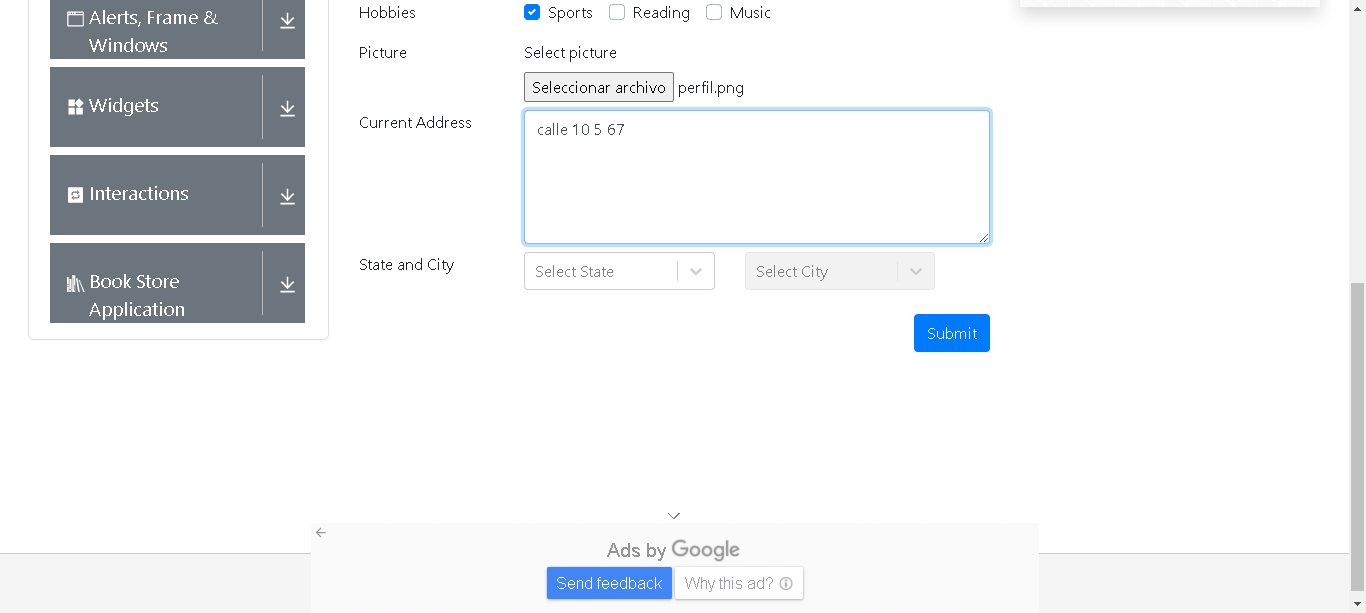 Alerts, Frame &
Windows
Widgets
Interactions
Book Store
Application
Hobbies
Sports Reading Music
Picture
Select picture
Seleccionar archivo perfil.png
Current Address
calle 10 5 67
State and City
Select State Select City
Submit
Ads by Google
Send feedback Why this ad?